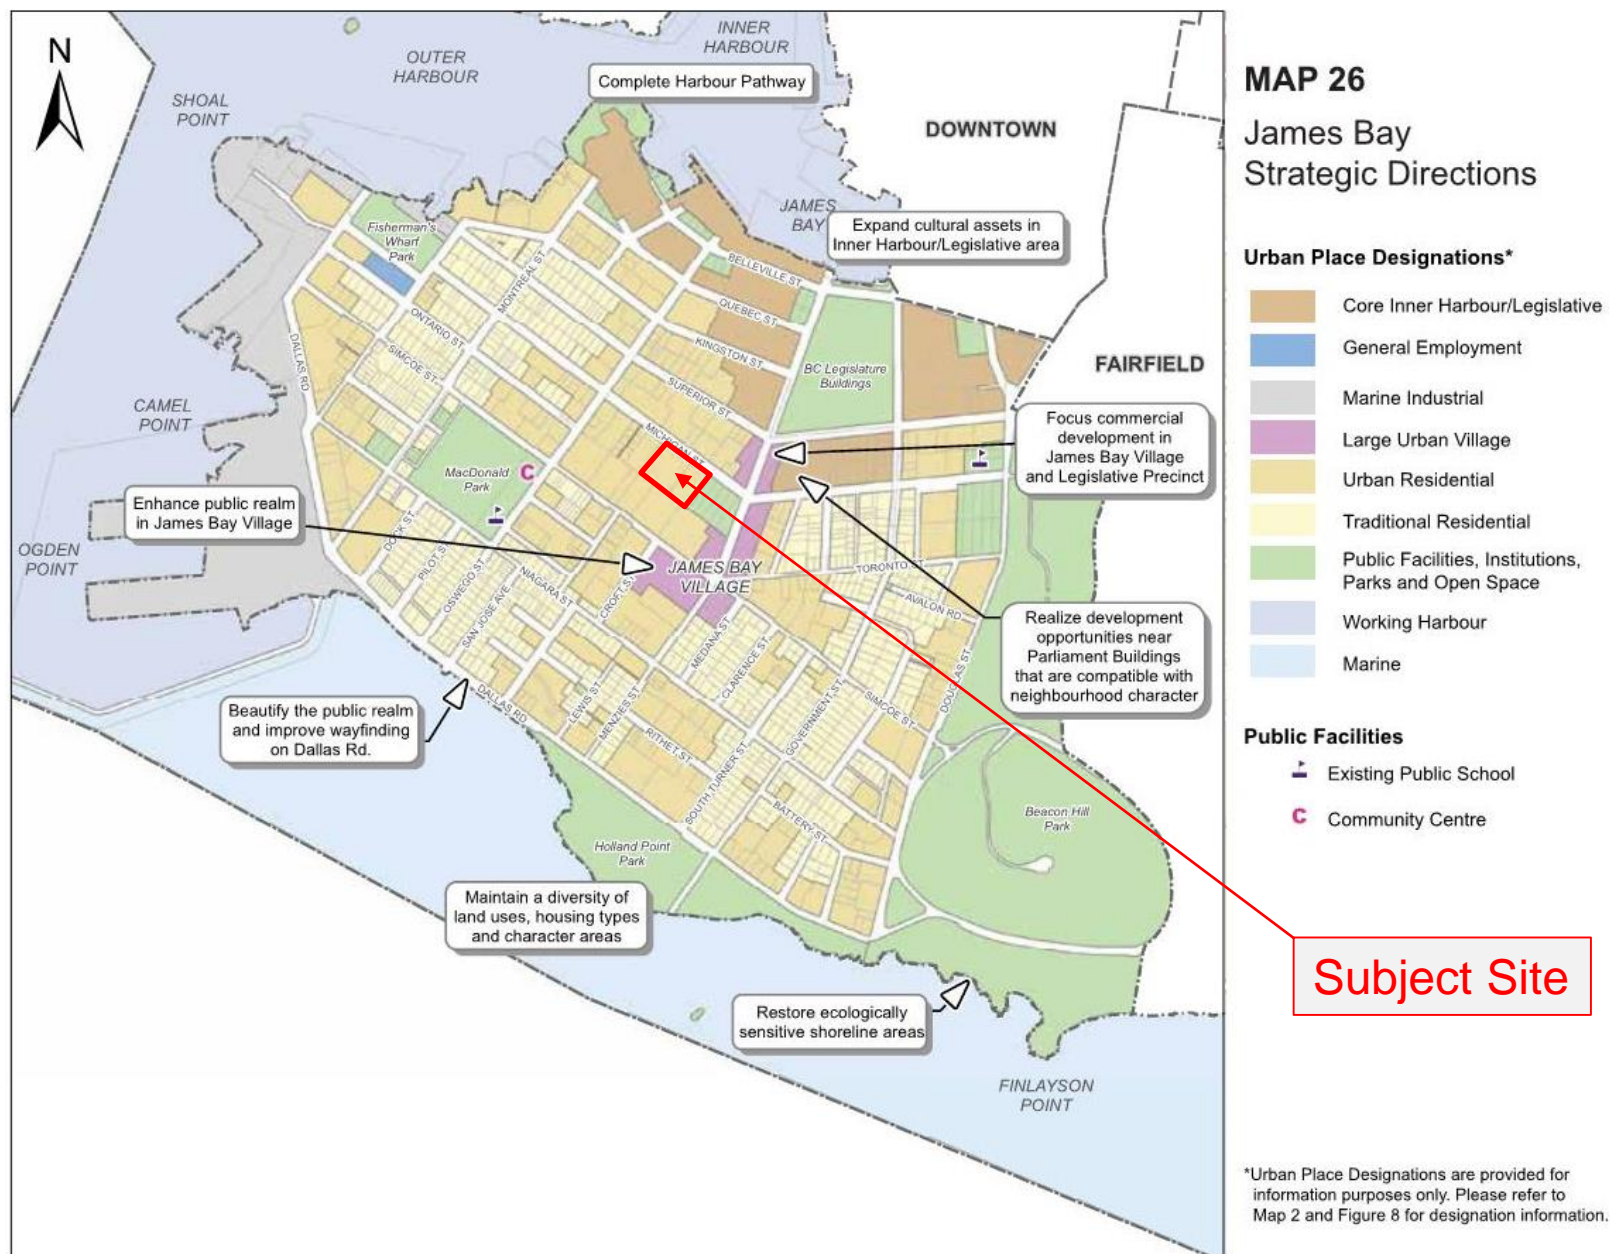 N
OUTER
HARBOUR
INNER
HARBOUR
SHOAL
POINT
Complete Harbour Pathway
DOWNTOWN
JAMES
BAY
Expand cultural assets in
Inner Harbour/Legislative area
Fisherman's
Wharf
Park
BELLEVILLE ST
MONTREAL ST
QUEBEC ST
ONTARIO ST
KINGSTON ST
SIMCOE ST
DALLAS RD
SUPERIOR ST
BC Legislature
Buildings
FAIRFIELD
CAMEL
POINT
MICHIGAN ST
Focus commercial
development in
James Bay Village
and Legislative Precinct
MacDonald
Park
C
Enhance public realm
in James Bay Village
OGDEN
POINT
DOCK ST
PILOT ST
OSWEGO ST
SAN JOSE AVE
NIAGARA ST
CROFT ST
JAMES BAY
VILLAGE
TORONTO ST
AVALON RD
MEDANA ST
CLARENCE ST
LEWIS ST
MENZIES ST
DALLAS RD
RITHET ST
SOUTH TURNER ST
GOVERNMENT ST
SIMCOE ST
DOUGLAS ST
BATTERY ST
Realize development
opportunities near
Parliament Buildings
that are compatible with
neighbourhood character
Beautify the public realm
and improve wayfinding
on Dallas Rd.
Beacon Hill
Park
Holland Point
Park
Maintain a diversity of
land uses, housing types
and character areas
Restore ecologically
sensitive shoreline areas
FINLAYSON
POINT
MAP 26
James Bay
Strategic Directions
Urban Place Designations*
Core Inner Harbour/Legislative
General Employment
Marine Industrial
Large Urban Village
Urban Residential
Traditional Residential
Public Facilities, Institutions,
Parks and Open Space
Working Harbour
Marine
Public Facilities
Existing Public School
C Community Centre
Subject Site
*Urban Place Designations are provided for
information purposes only. Please refer to
Map 2 and Figure 8 for designation information.